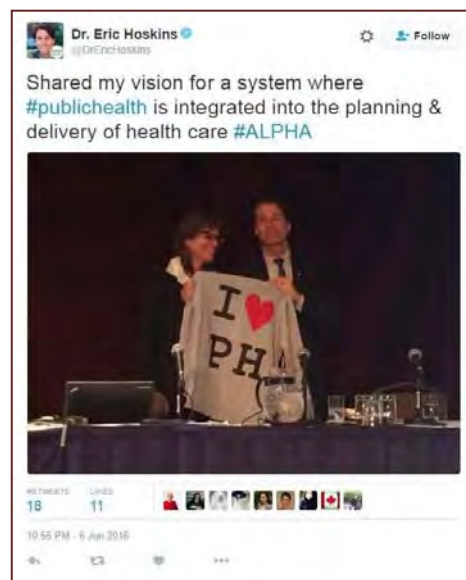 Dr. Eric Hoskins
@DrEricHoskins
Follow
Shared my vision for a system where
#publichealth is integrated into the planning &
delivery of health care #ALPHA
I
PH
RETWEETS
LIKES
18
11
10:55 PM - 6 Jun 2016